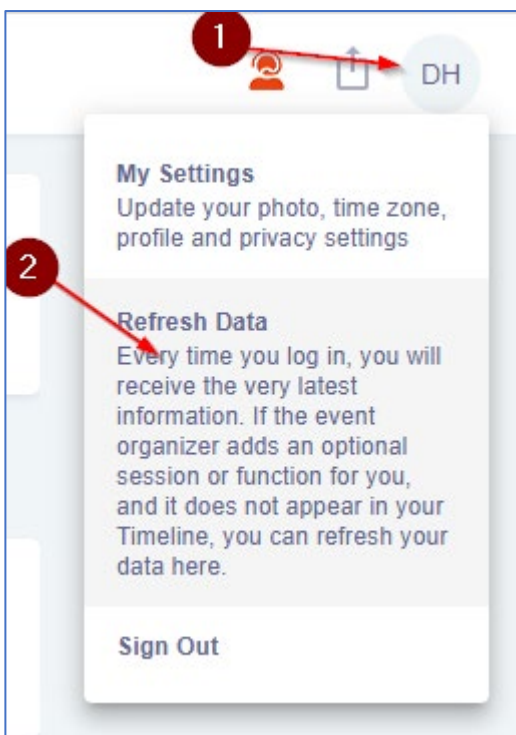 1
DH
My Settings
Update your photo, time zone,
profile and privacy settings
2
Refresh Data
Every time you log in, you will
receive the very latest
information. If the event
organizer adds an optional
session or function for you,
and it does not appear in your
Timeline, you can refresh your
data here.
Sign Out